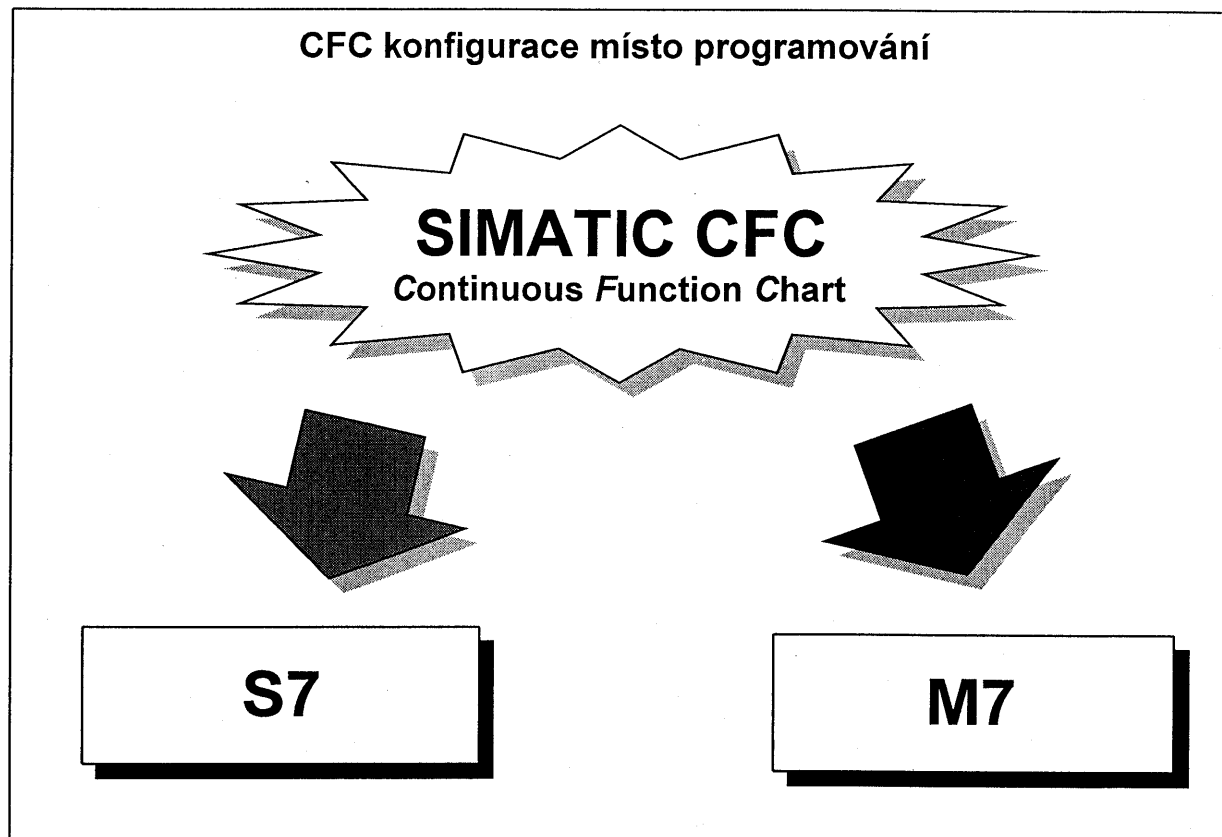 CFC konfigurace místo programování
SIMATIC CFC
Continuous Function Chart
S7
M7